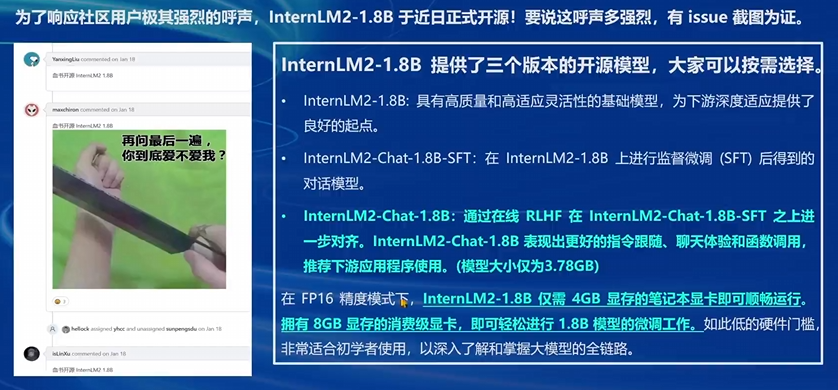 为了响应社区用户极其强烈的呼声，InternLM2-1.8B 于近日正式开源！要说这呼声多强烈，有 issue 截图为证。
YanxingLiu commented on Jan 18
血书开源 InternLM2 1.8B
maxchiron commented on Jan 18
血书开源 InternLM2 1.8B
再问最后一遍，
你到底爱不爱我？
hellock assigned yhcc and unassigned sunpengsdu on Jan 18
isLinXu commented on Jan 18
血书开源 InternLM2 1.8B
InternLM2-1.8B 提供了三个版本的开源模型，大家可以按需选择。
• InternLM2-1.8B: 具有高质量和高适应灵活性的基础模型，为下游深度适应提供了
良好的起点。
• InternLM2-Chat-1.8B-SFT：在 InternLM2-1.8B 上进行监督微调 (SFT) 后得到的
对话模型。
• InternLM2-Chat-1.8B：通过在线 RLHF 在 InternLM2-Chat-1.8B-SFT 之上进
一步对齐。InternLM2-Chat-1.8B 表现出更好的指令跟随、聊天体验和函数调用，
推荐下游应用程序使用。(模型大小仅为3.78GB)
在 FP16 精度模式下，InternLM2-1.8B 仅需 4GB 显存的笔记本显卡即可顺畅运行。
拥有 8GB 显存的消费级显卡，即可轻松进行 1.8B 模型的微调工作。如此低的硬件门槛，
非常适合初学者使用，以深入了解和掌握大模型的全链路。